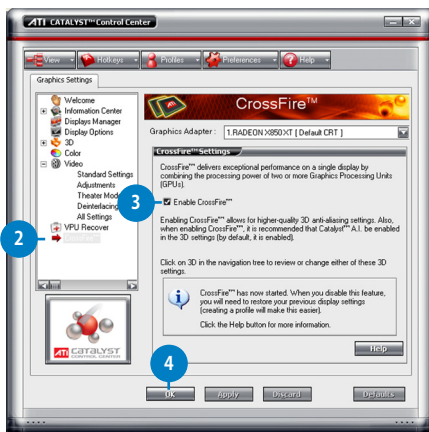 ATI CATALYST™ Control Center
View
Hotkeys
Profiles
Preferences
Help
Graphics Settings
Welcome
Information Center
Displays Manager
Display Options
3D
Color
Video
Standard Settings
Adjustments
Theater Mode
Deinterlacing
All Settings
VPU Recover
CrossFire™
2
ATI CATALYST
CONTROL CENTER
CrossFire™
Graphics Adapter :
1.RADEON X850 XT [ Default CRT ]
CrossFire™ Settings
CrossFire™ delivers exceptional performance on a single display by
combining the processing power of two or more Graphics Processing Units
(GPUs).
3
Enable CrossFire™
Enabling CrossFire™ allows for higher-quality 3D anti-aliasing settings. Also,
when enabling CrossFire™, it is recommended that Catalyst™ A.I. be enabled
in the 3D settings (by default, it is enabled).
Click on 3D in the navigation tree to review or change either of these 3D
settings.
CrossFire™ has now started. When you disable this feature,
you will need to restore your previous display settings
(creating a profile will make this easier).
Click the Help button for more information.
Help
4
OK
Apply
Discard
Defaults